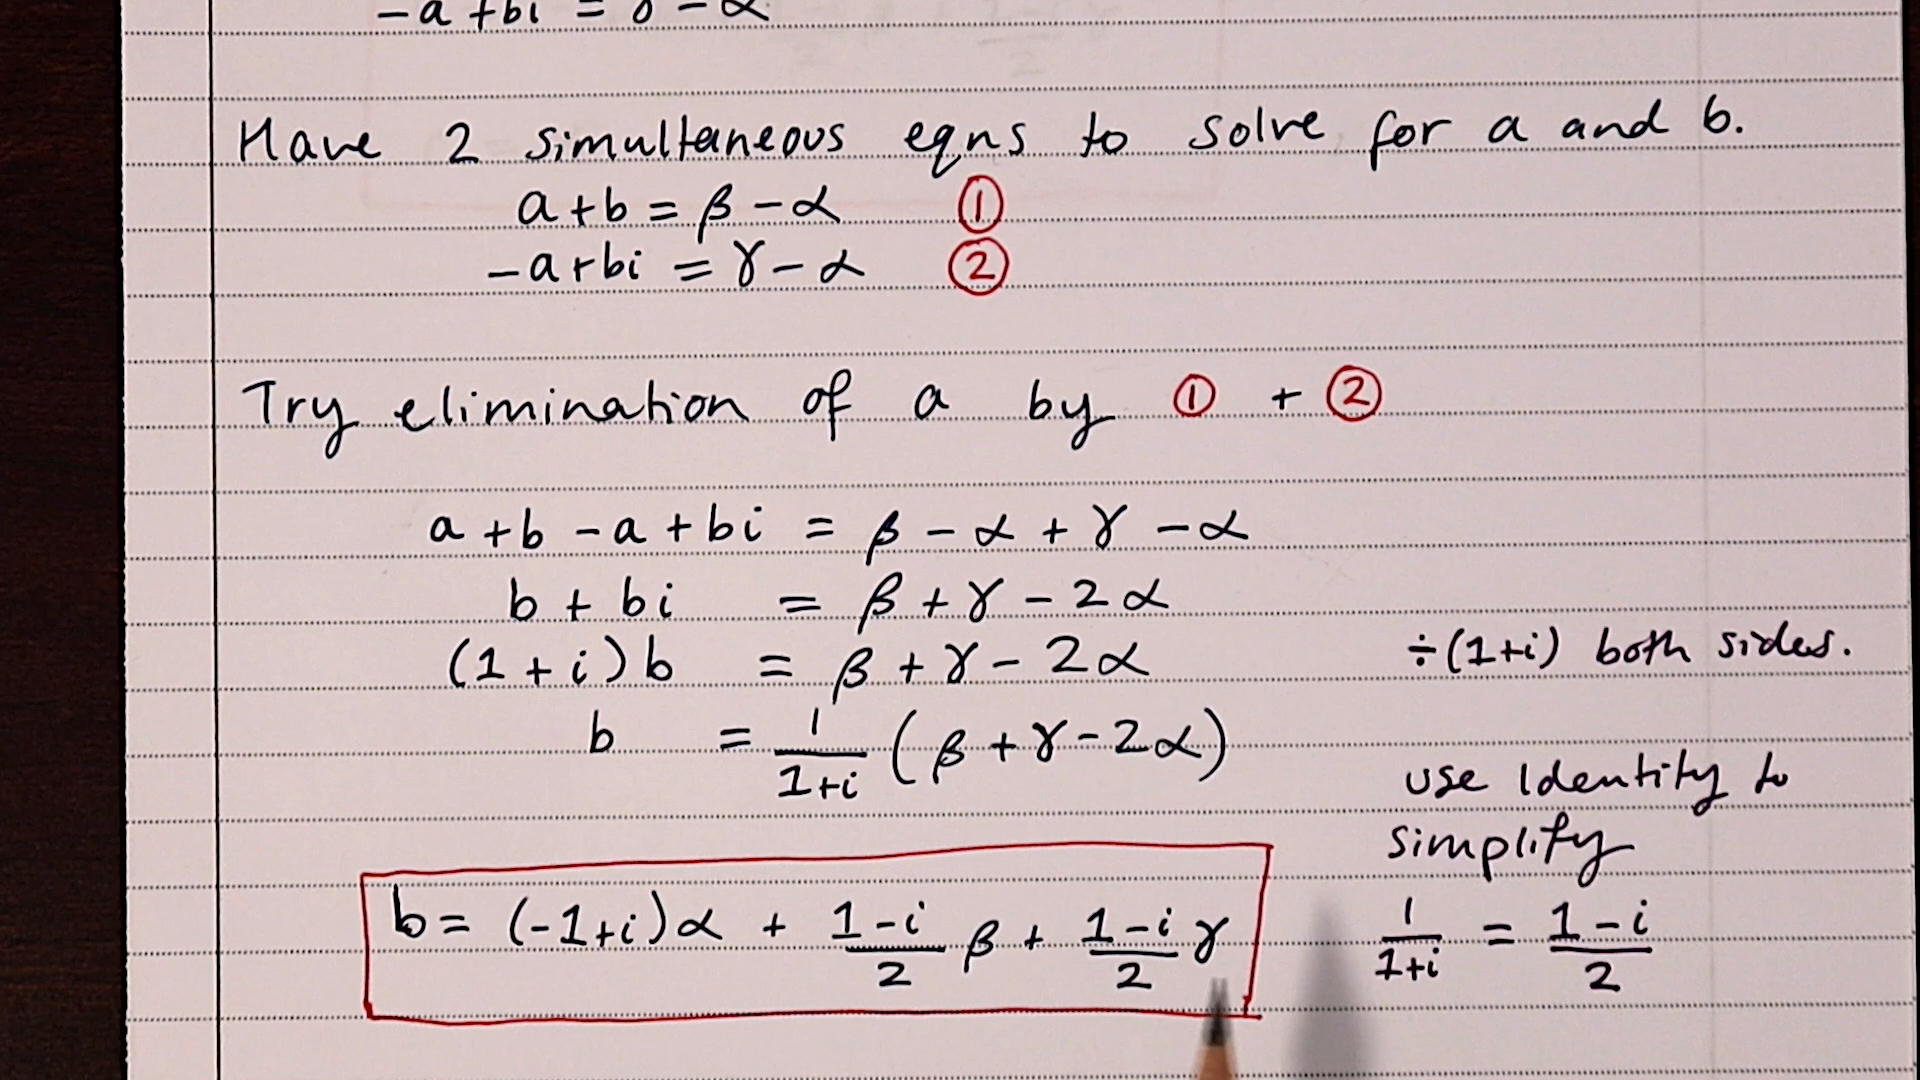 -a+bi = γ - α
Have 2 simultaneous eqns to solve for a and b.
a+b = β - α ①
-a+bi = γ - α ②
Try elimination of a by ① + ②
a + b - a + bi = β - α + γ - α
b + bi = β + γ - 2α
(1 + i) b = β + γ - 2α ÷(1+i) both sides.
b = 1/(1+i) (β + γ - 2α)
use identity to
simplify
b = (-1+i)α + (1-i)/2 β + (1-i)/2 γ
1/(1+i) = (1-i)/2